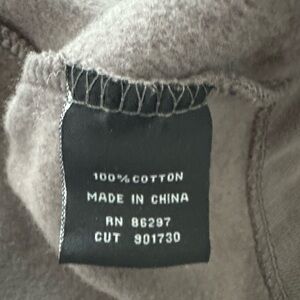 100% COTTON
MADE IN CHINA
RN 86297
CUT 901730